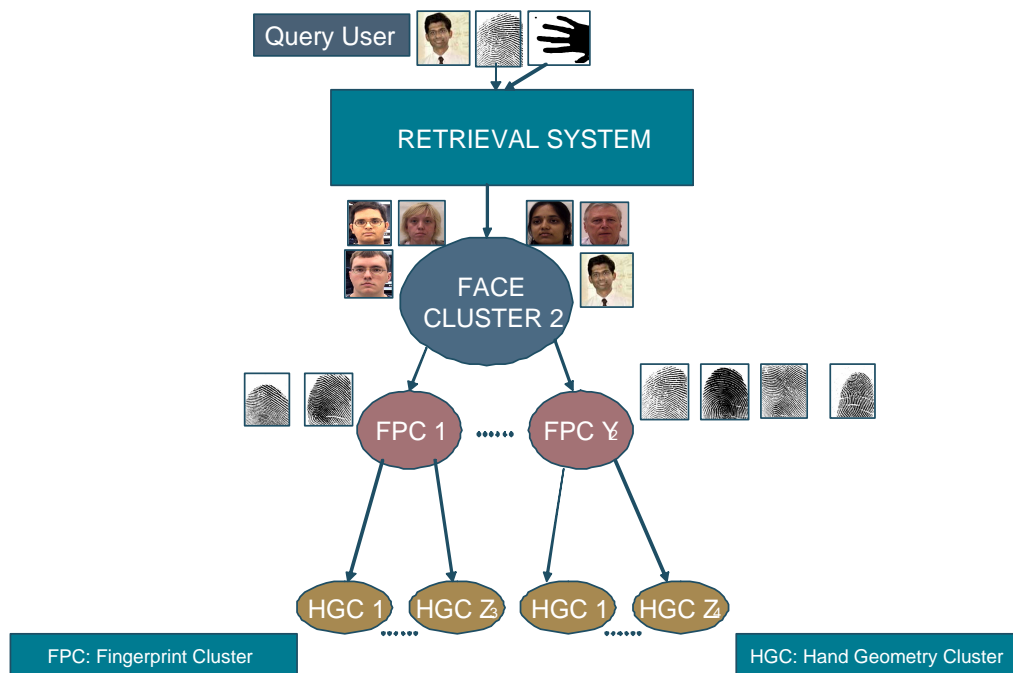 Query User
RETRIEVAL SYSTEM
FACE
CLUSTER 2
FPC 1
FPC Y2
HGC 1
HGC Z3
HGC 1
HGC Z4
FPC: Fingerprint Cluster
HGC: Hand Geometry Cluster